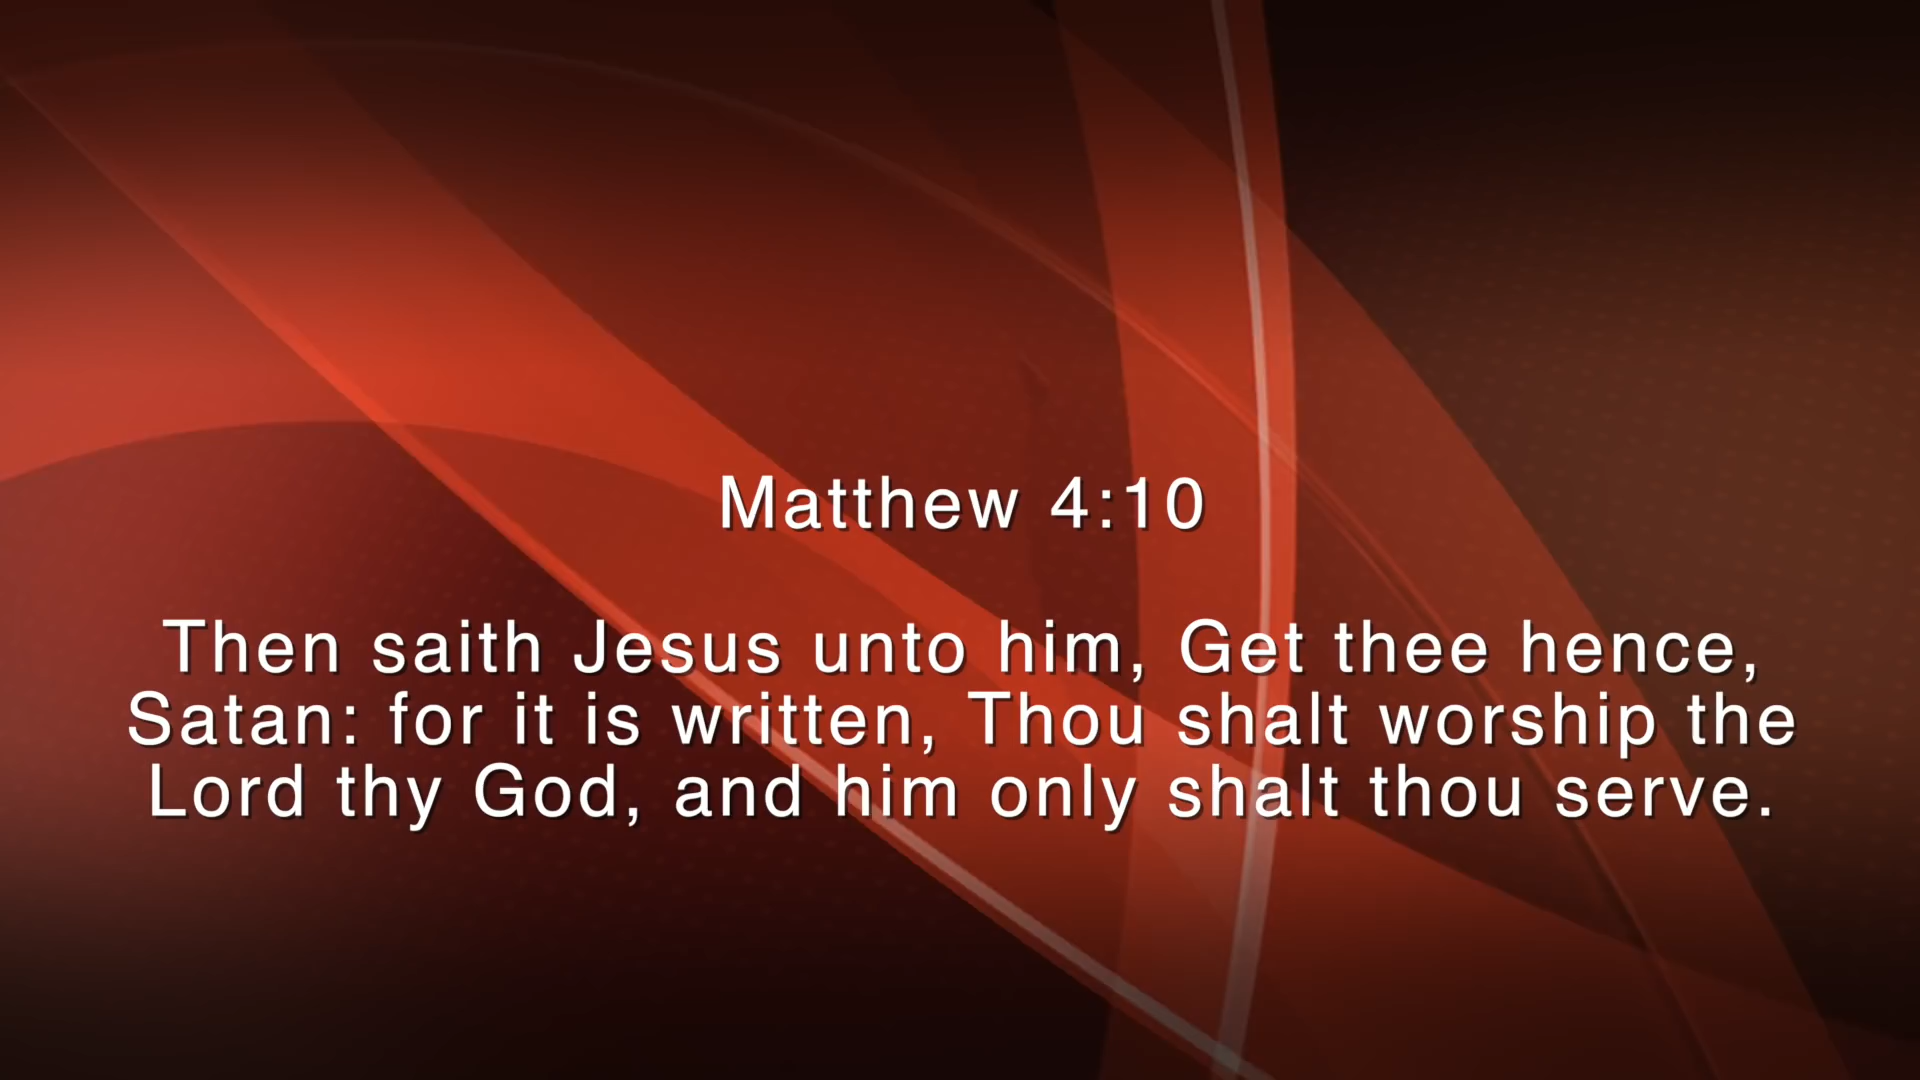 Matthew 4:10
Then saith Jesus unto him, Get thee hence,
Satan: for it is written, Thou shalt worship the
Lord thy God, and him only shalt thou serve.